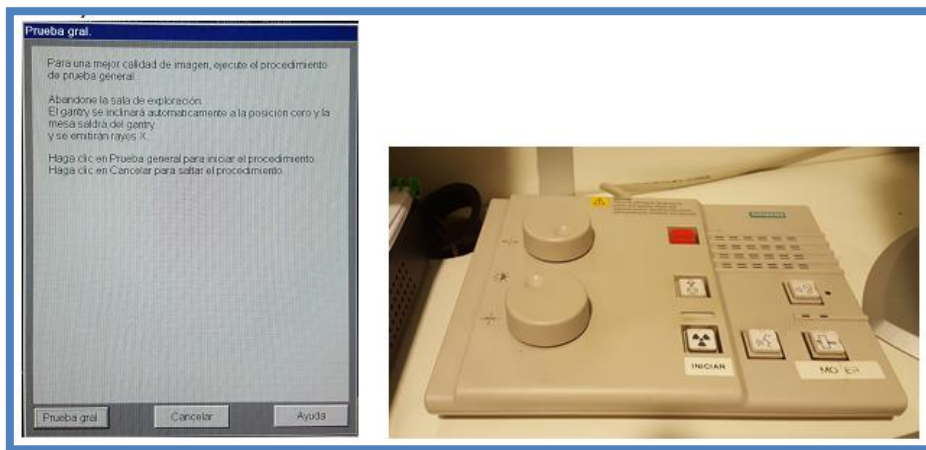 Prueba gral.
Para una mejor calidad de imagen, ejecute el procedimiento
de prueba general.
Abandone la sala de exploración.
El gantry se inclinará automaticamente a la posición cero y la
mesa saldrá del gantry
y se emitirán rayos X.
Haga clic en Prueba general para iniciar el procedimiento.
Haga clic en Cancelar para saltar el procedimiento
Prueba gral
Cancelar
Ayuda
SIEMENS
INICIAR